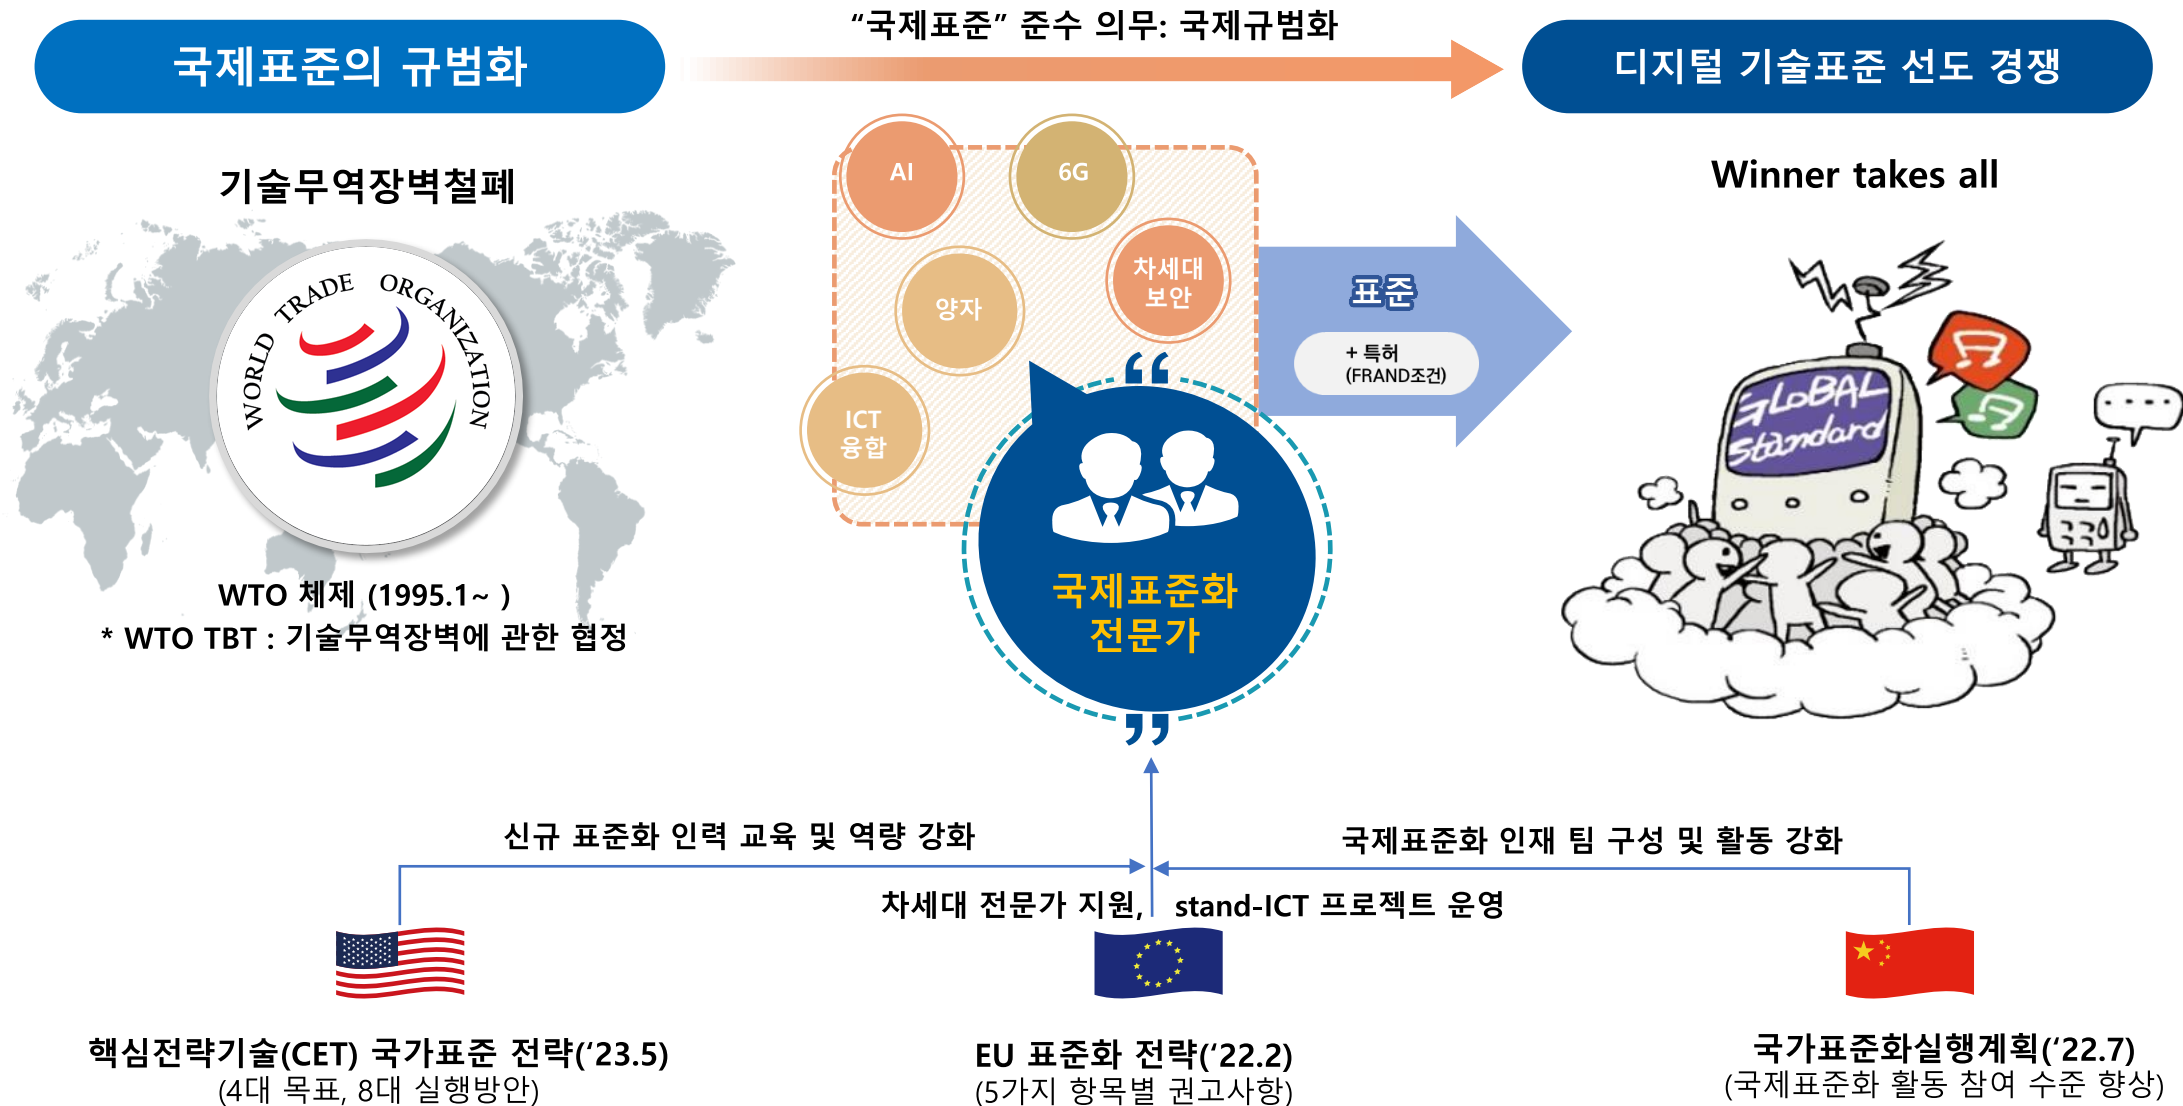 "국제표준" 준수 의무: 국제규범화
국제표준의 규범화
디지털 기술표준 선도 경쟁
기술무역장벽철폐
WORLD TRADE ORGANIZATION
WTO 체제 (1995.1~ )
* WTO TBT : 기술무역장벽에 관한 협정
AI
6G
양자
차세대
보안
ICT
융합
표준
+ 특허
(FRAND조건)
“
국제표준화
전문가
”
Winner takes all
GLOBAL
Standard
신규 표준화 인력 교육 및 역량 강화
국제표준화 인재 팀 구성 및 활동 강화
차세대 전문가 지원, stand-ICT 프로젝트 운영
핵심전략기술(CET) 국가표준 전략(‘23.5)
(4대 목표, 8대 실행방안)
EU 표준화 전략(‘22.2)
(5가지 항목별 권고사항)
국가표준화실행계획(‘22.7)
(국제표준화 활동 참여 수준 향상)